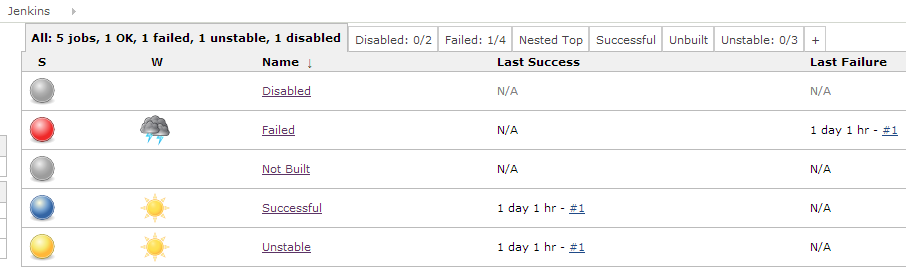 Jenkins
All: 5 jobs, 1 OK, 1 failed, 1 unstable, 1 disabled Disabled: 0/2 Failed: 1/4 Nested Top Successful Unbuilt Unstable: 0/3 +
S W Name ↓ Last Success Last Failure
Disabled N/A N/A
Failed N/A 1 day 1 hr - #1
Not Built N/A N/A
Successful 1 day 1 hr - #1 N/A
Unstable 1 day 1 hr - #1 N/A